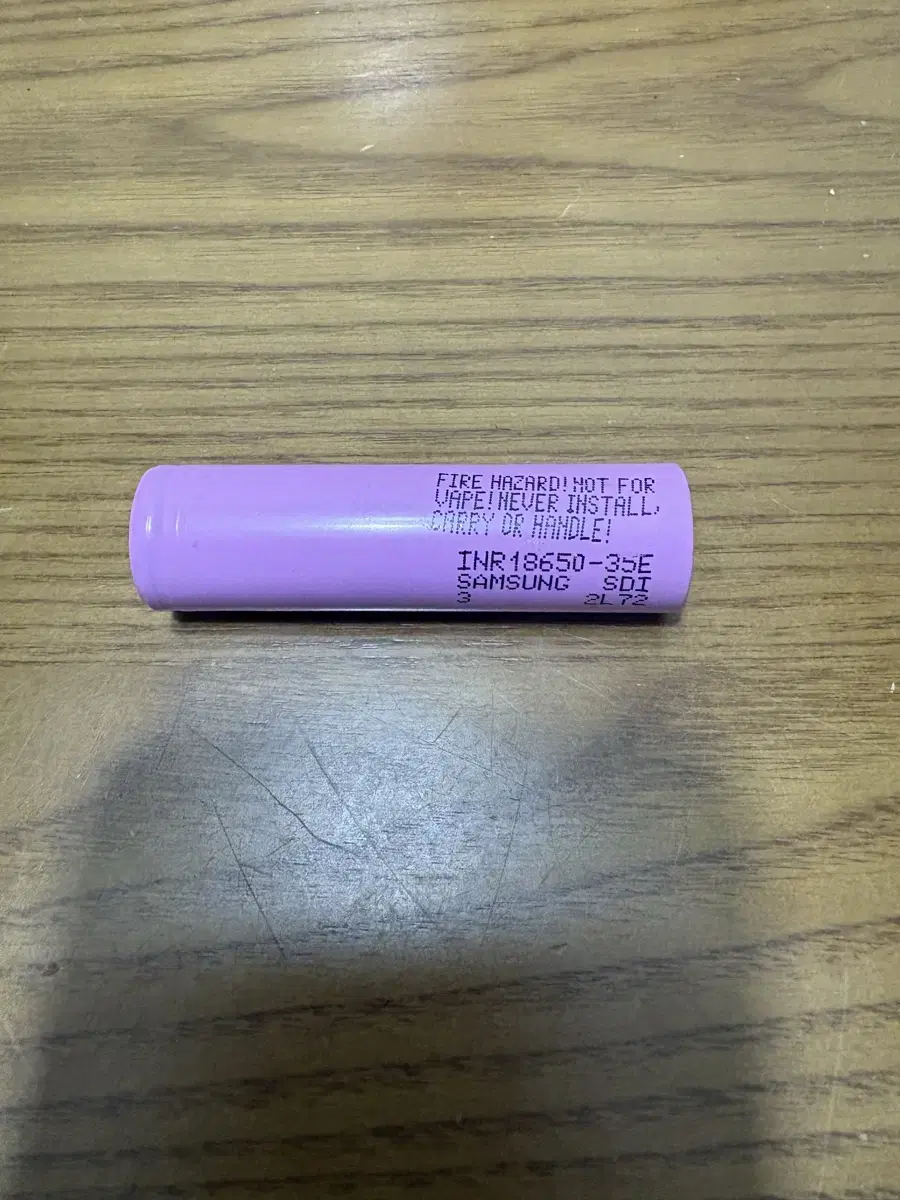 FIRE HAZARD! NOT FOR
VAPE! NEVER INSTALL,
CARRY OR HANDLE!
INR18650-35E
SAMSUNG SDI
3 2L72